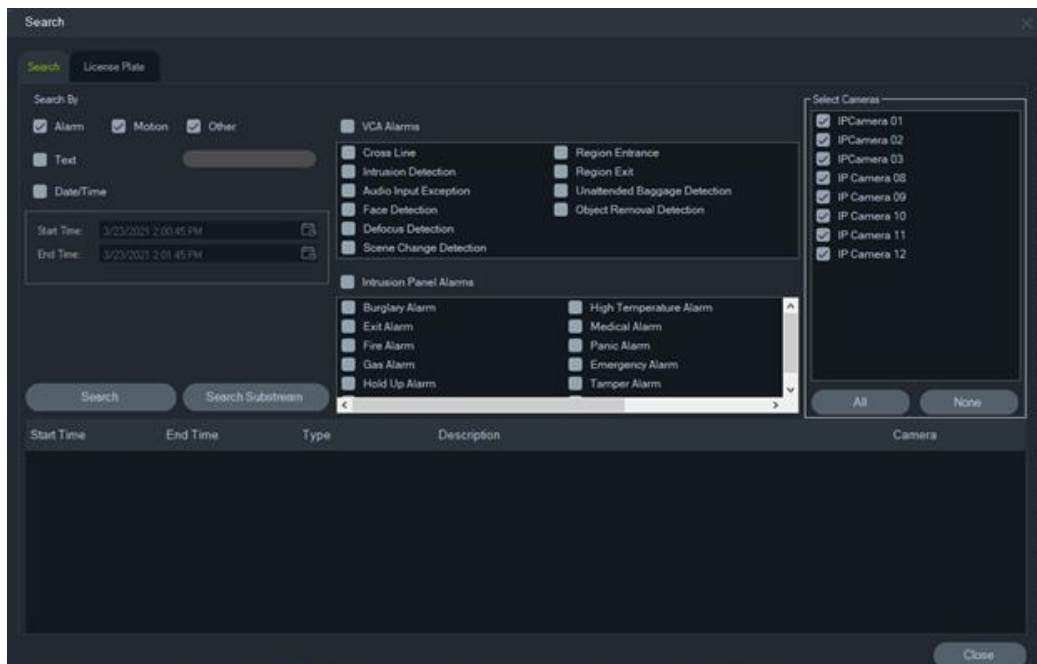 Search
Search License Plate
Search By
Alarm Motion Other
Text
Date/Time
Start Time: 3/23/2021 2:00:45 PM
End Time: 3/23/2021 2:01:45 PM
Search Search Substream
VCA Alarms
Cross Line Region Entrance
Intrusion Detection Region Exit
Audio Input Exception Unattended Baggage Detection
Face Detection Object Removal Detection
Defocus Detection
Scene Change Detection
Intrusion Panel Alarms
Burglary Alarm High Temperature Alarm
Exit Alarm Medical Alarm
Fire Alarm Panic Alarm
Gas Alarm Emergency Alarm
Hold Up Alarm Tamper Alarm
Select Cameras
IPCamera 01
IPCamera 02
IPCamera 03
IP Camera 08
IP Camera 09
IP Camera 10
IP Camera 11
IP Camera 12
All None
Start Time End Time Type Description Camera
Close